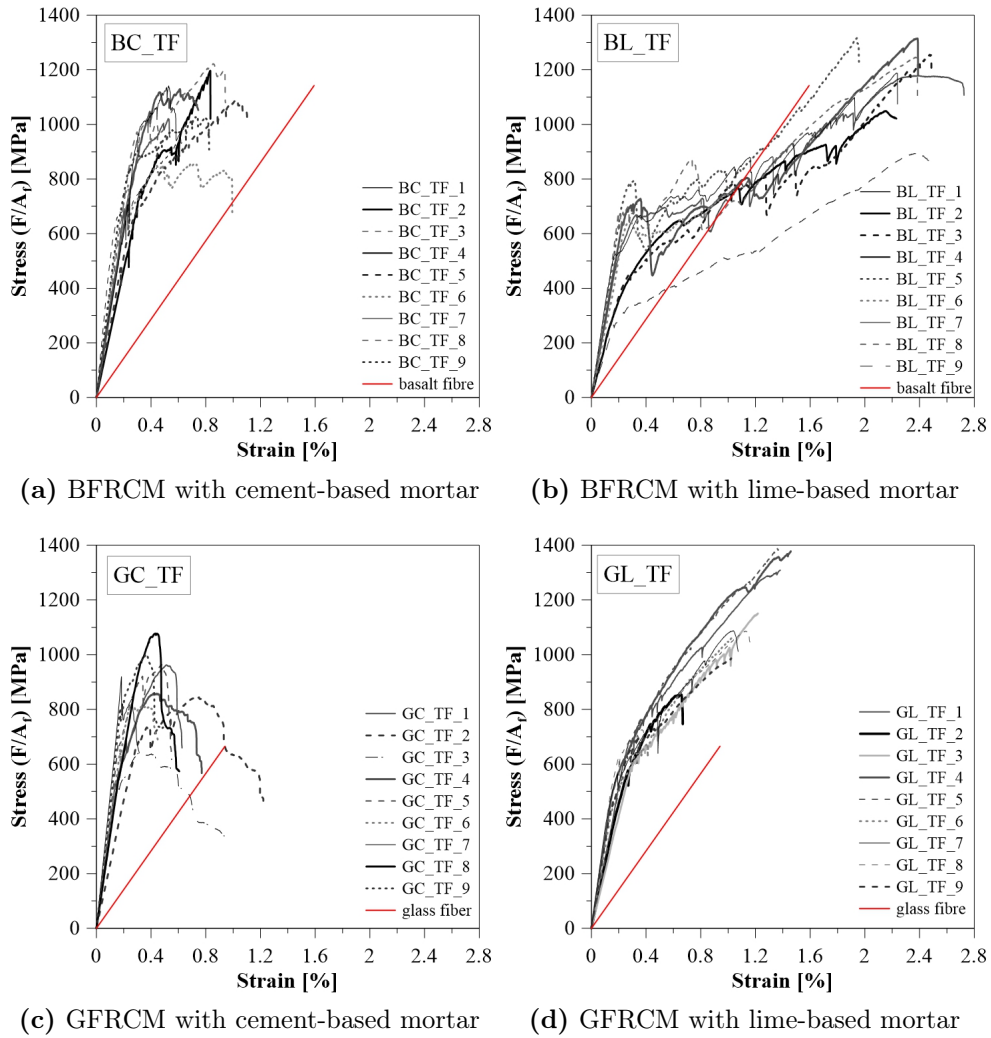 1400
1200
1000
800
600
400
200
0
Stress (F/Af) [MPa]
BC_TF
BC_TF_1
BC_TF_2
BC_TF_3
BC_TF_4
BC_TF_5
BC_TF_6
BC_TF_7
BC_TF_8
BC_TF_9
basalt fibre
0 0.4 0.8 1.2 1.6 2 2.4 2.8
Strain [%]
(a) BFRCM with cement-based mortar
1400
1200
1000
800
600
400
200
0
Stress (F/Af) [MPa]
BL_TF
BL_TF_1
BL_TF_2
BL_TF_3
BL_TF_4
BL_TF_5
BL_TF_6
BL_TF_7
BL_TF_8
BL_TF_9
basalt fibre
0 0.4 0.8 1.2 1.6 2 2.4 2.8
Strain [%]
(b) BFRCM with lime-based mortar
1400
1200
1000
800
600
400
200
0
Stress (F/Af) [MPa]
GC_TF
GC_TF_1
GC_TF_2
GC_TF_3
GC_TF_4
GC_TF_5
GC_TF_6
GC_TF_7
GC_TF_8
GC_TF_9
glass fiber
0 0.4 0.8 1.2 1.6 2 2.4 2.8
Strain [%]
(c) GFRCM with cement-based mortar
1400
1200
1000
800
600
400
200
0
Stress (F/Af) [MPa]
GL_TF
GL_TF_1
GL_TF_2
GL_TF_3
GL_TF_4
GL_TF_5
GL_TF_6
GL_TF_7
GL_TF_8
GL_TF_9
glass fibre
0 0.4 0.8 1.2 1.6 2 2.4 2.8
Strain [%]
(d) GFRCM with lime-based mortar